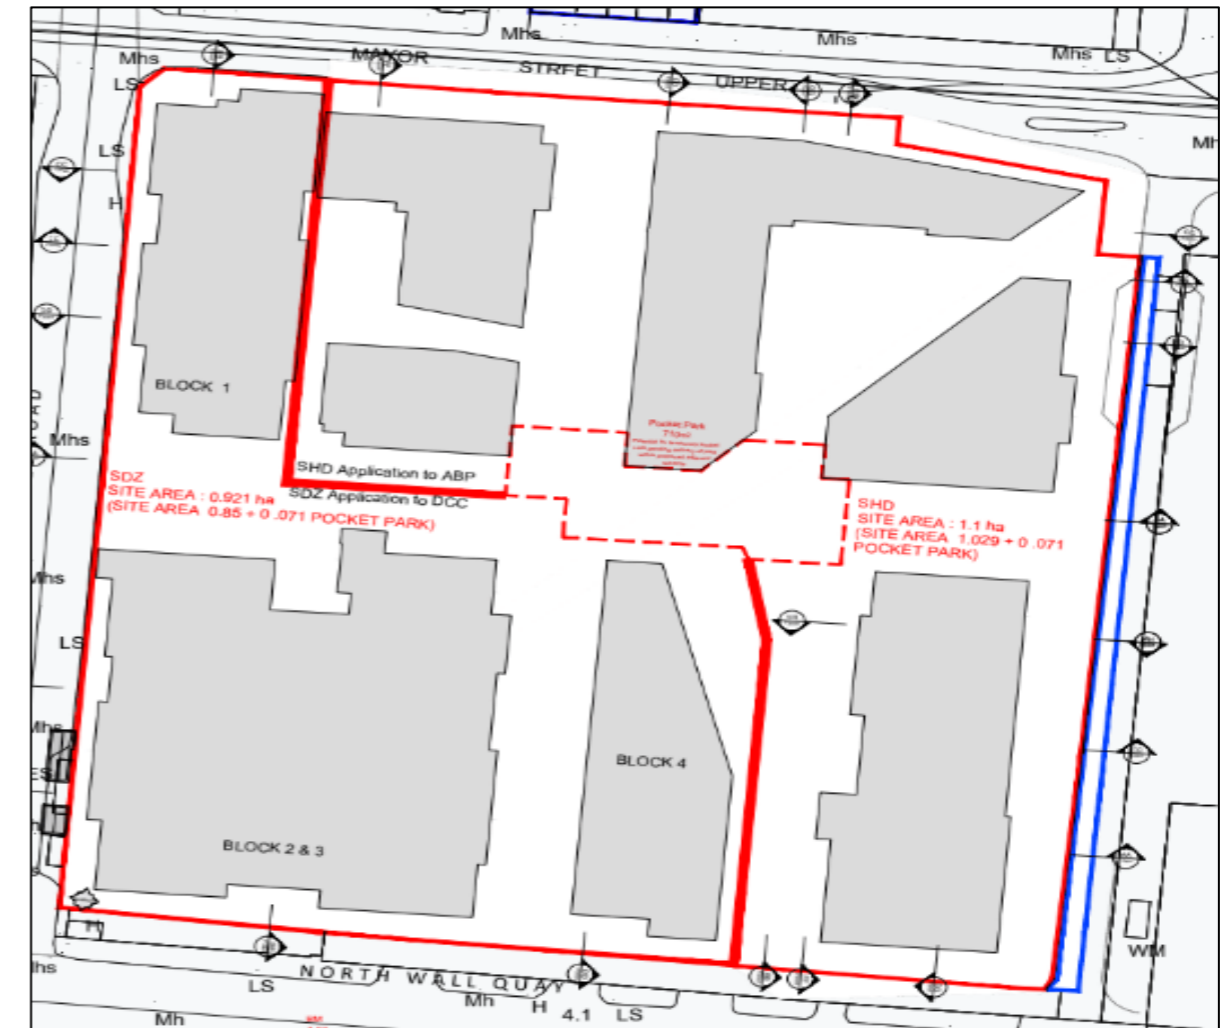 Mhs
Mhs
Mhs
Mhs LS
MAYOR STREET UPPER
LS
LS
H
BLOCK 1
Mhs
Pocket Park
SHD Application to ABP
SDZ Application to DCC
SDZ
SITE AREA : 0.921 ha
(SITE AREA 0.85 + 0 .071 POCKET PARK)
SHD
SITE AREA : 1.1 ha
(SITE AREA 1.029 + 0 .071
POCKET PARK)
Mhs
LS
Mhs
BLOCK 4
BLOCK 2 & 3
H
WM
NORTH WALL QUAY
LS
Mh
H
4.1
LS
Mh